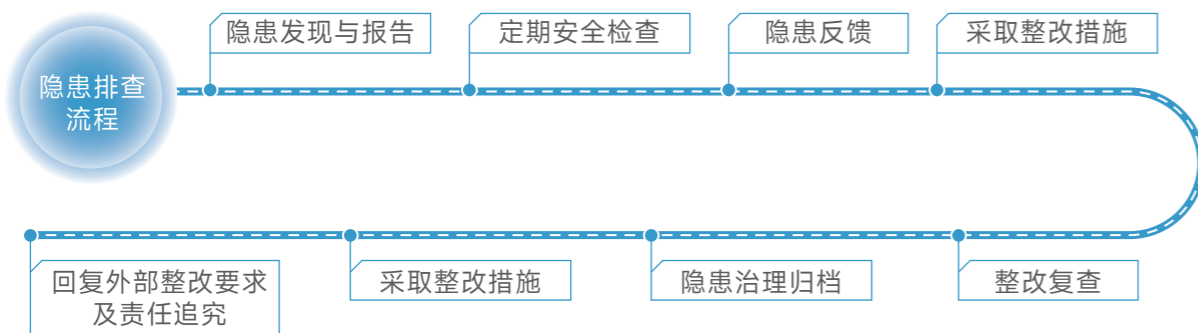 隐患排查
流程
隐患发现与报告
定期安全检查
隐患反馈
采取整改措施
整改复查
隐患治理归档
采取整改措施
回复外部整改要求
及责任追究